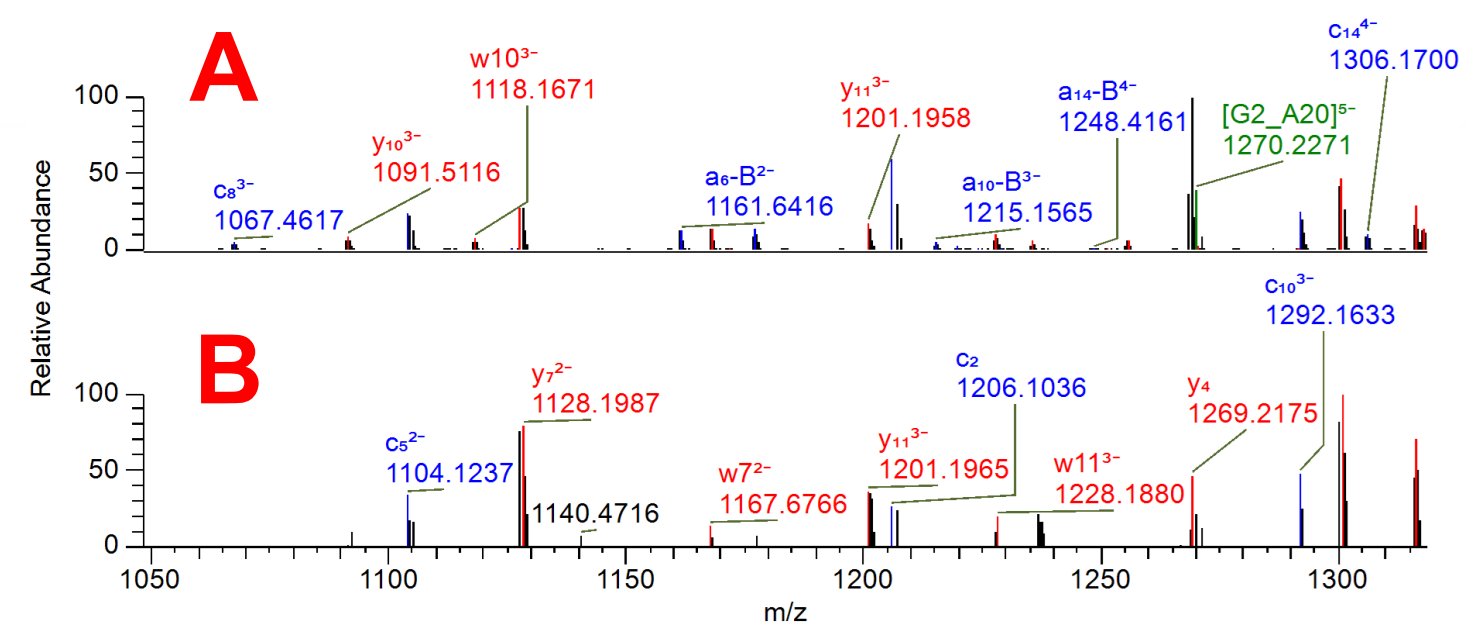 A
c₈³⁻
1067.4617
y₁₀³⁻
1091.5116
w10³⁻
1118.1671
a₆-B²⁻
1161.6416
y₁₁³⁻
1201.1958
a₁₀-B³⁻
1215.1565
a₁₄-B⁴⁻
1248.4161
[G2_A20]⁵⁻
1270.2271
c₁₄⁴⁻
1306.1700
100
50
0
Relative Abundance
B
c₅²⁻
1104.1237
y₇²⁻
1128.1987
1140.4716
w7²⁻
1167.6766
y₁₁³⁻
1201.1965
c₂
1206.1036
w11³⁻
1228.1880
y₄
1269.2175
c₁₀³⁻
1292.1633
100
50
0
1050 1100 1150 1200 1250 1300
m/z